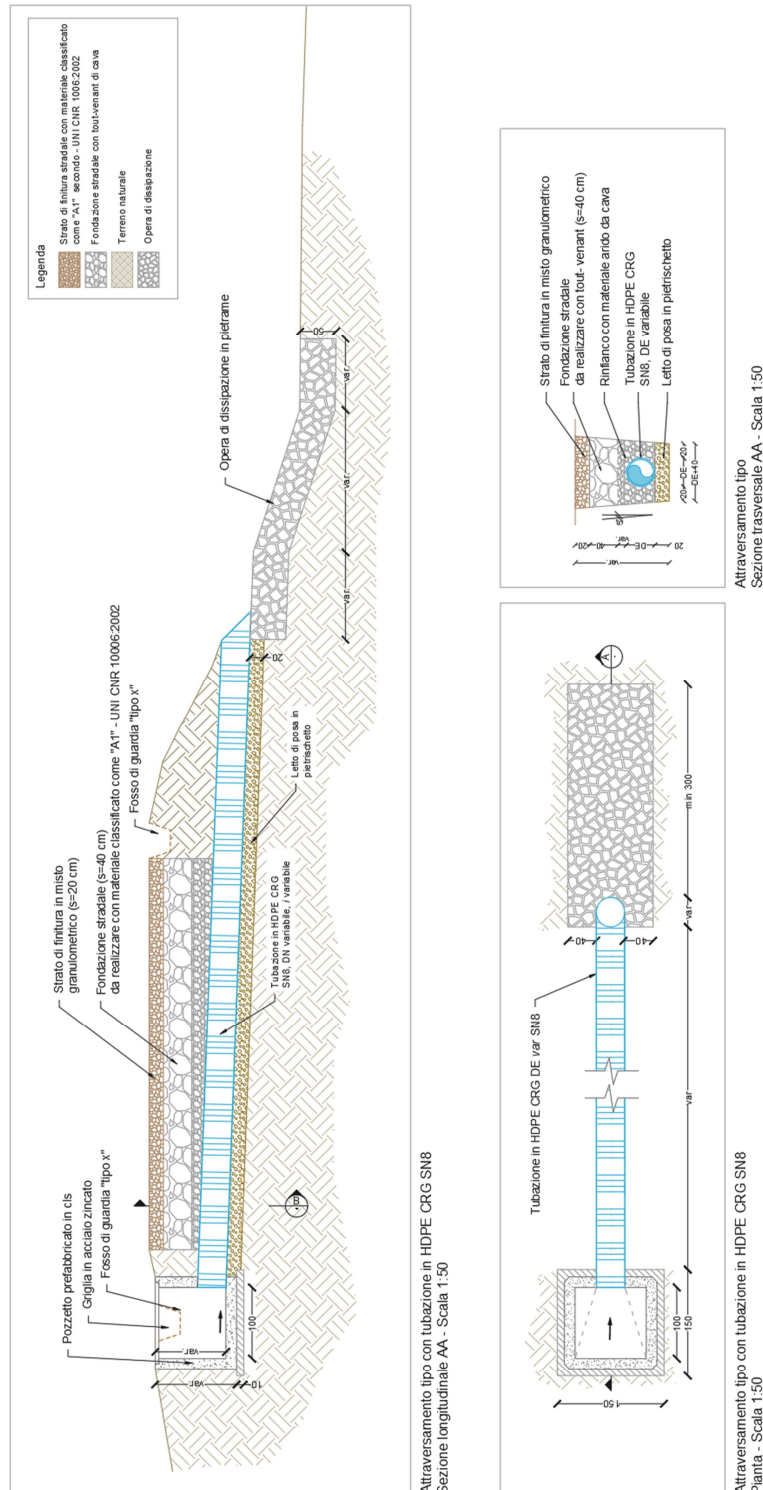 Legenda
Strato di finitura stradale con materiale classificato
come "A1" secondo - UNI CNR 1006:2002
Fondazione stradale con tout-venant di cava
Terreno naturale
Opera di dissipazione
Pozzetto prefabbricato in cls
Griglia in acciaio zincato
Fosso di guardia "tipo x"
Strato di finitura in misto
granulometrico (s=20 cm)
Fondazione stradale (s=40 cm)
da realizzare con materiale classificato come "A1" - UNI CNR 10006:2002
Fosso di guardia "tipo x"
Opera di dissipazione in pietrame
var.
var.
10
100
B
Tubazione in HDPE CRG
SN8, DN variabile, i variabile
Letto di posa in
pietrischetto
20
50
var.
var.
var.
Attraversamento tipo con tubazione in HDPE CRG SN8
Sezione longitudinale AA - Scala 1:50
Tubazione in HDPE CRG DE var SN8
150
100
150
var
40
40
var
min 300
A
Attraversamento tipo con tubazione in HDPE CRG SN8
Pianta - Scala 1:50
Strato di finitura in misto granulometrico
Fondazione stradale
da realizzare con tout- venant (s=40 cm)
Rinfianco con materiale arido da cava
Tubazione in HDPE CRG
SN8, DE variabile
Letto di posa in pietrischetto
var.
20
40
var.
DE
20
20
DE
20
DE+40
Attraversamento tipo
Sezione trasversale AA - Scala 1:50